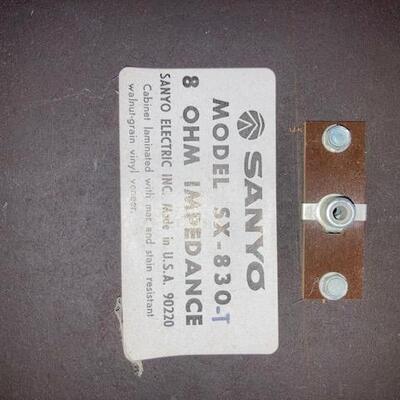 SANYO
MODEL SX-830-T
8 OHM IMPEDANCE
SANYO ELECTRIC INC. Made in U.S.A. 90220
Cabinet laminated with mar, and stain resistant
walnut-grain vinyl veneer.